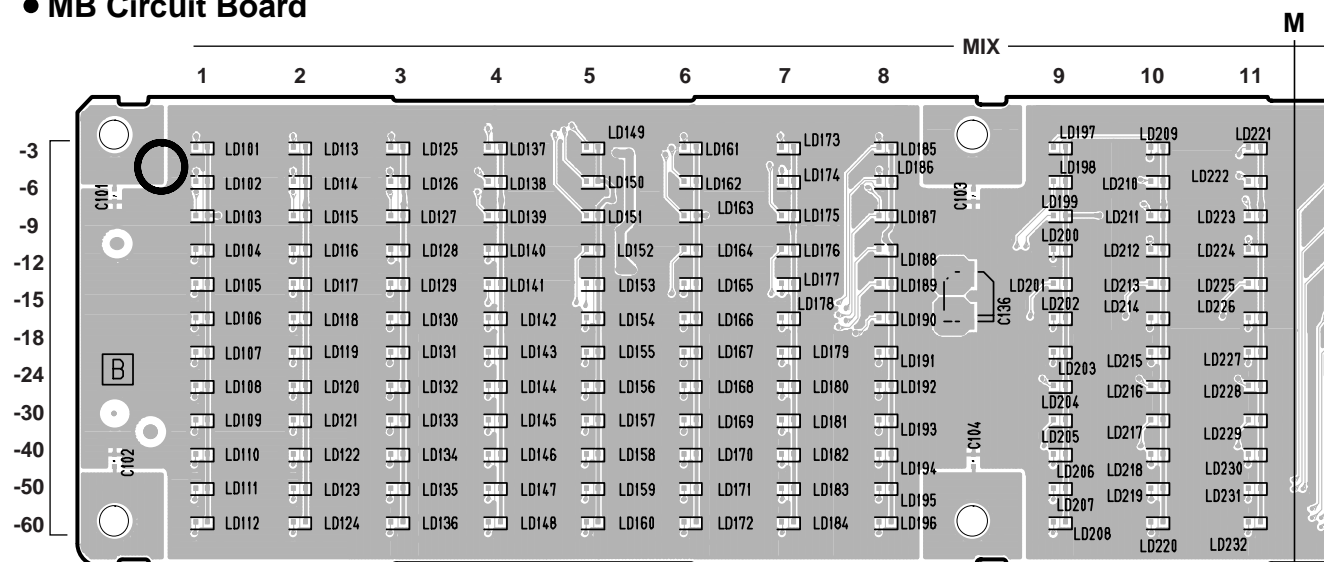 ● MB Circuit Board
M
MIX
1 2 3 4 5 6 7 8 9 10 11
-3
-6
-9
-12
-15
-18
-24
-30
-40
-50
-60
LD101 LD113 LD125 LD137 LD149 LD161 LD173 LD185 LD197 LD209 LD221
LD102 LD114 LD126 LD138 LD150 LD162 LD174 LD186 LD198 LD210 LD222
LD103 LD115 LD127 LD139 LD151 LD163 LD175 LD187 LD199 LD211 LD223
LD104 LD116 LD128 LD140 LD152 LD164 LD176 LD188 LD200 LD212 LD224
LD105 LD117 LD129 LD141 LD153 LD165 LD177 LD189 LD201 LD213 LD225
LD106 LD118 LD130 LD142 LD154 LD166 LD178 LD190 LD202 LD214 LD226
LD107 LD119 LD131 LD143 LD155 LD167 LD179 LD191 LD203 LD215 LD227
LD108 LD120 LD132 LD144 LD156 LD168 LD180 LD192 LD204 LD216 LD228
LD109 LD121 LD133 LD145 LD157 LD169 LD181 LD193 LD205 LD217 LD229
LD110 LD122 LD134 LD146 LD158 LD170 LD182 LD194 LD206 LD218 LD230
LD111 LD123 LD135 LD147 LD159 LD171 LD183 LD195 LD207 LD219 LD231
LD112 LD124 LD136 LD148 LD160 LD172 LD184 LD196 LD208 LD220 LD232
C101
B
C102
C103
C136
C104